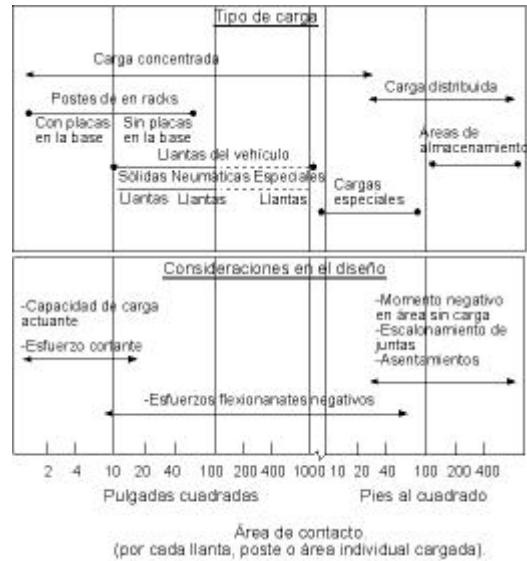 Tipo de carga
Carga concentrada
Carga distribuida
Postes de en racks
Con placas
en la base
Sin placas
en la base
Áreas de
almacenamiento
Llantas del vehículo
Sólidas Neumáticas Especiales
Llantas Llantas Llantas
Cargas
especiales
Consideraciones en el diseño
-Capacidad de carga
actuante
-Esfuerzo cortante
-Momento negativo
en área sin carga
-Escalonamiento de
juntas
-Asentamientos
-Esfuerzos flexionanates negativos
2 4 10 20 40 100 200 400 1000 10 20 40 100 200 400
Pulgadas cuadradas
Pies al cuadrado
Área de contacto
(por cada llanta, poste o área individual cargada).